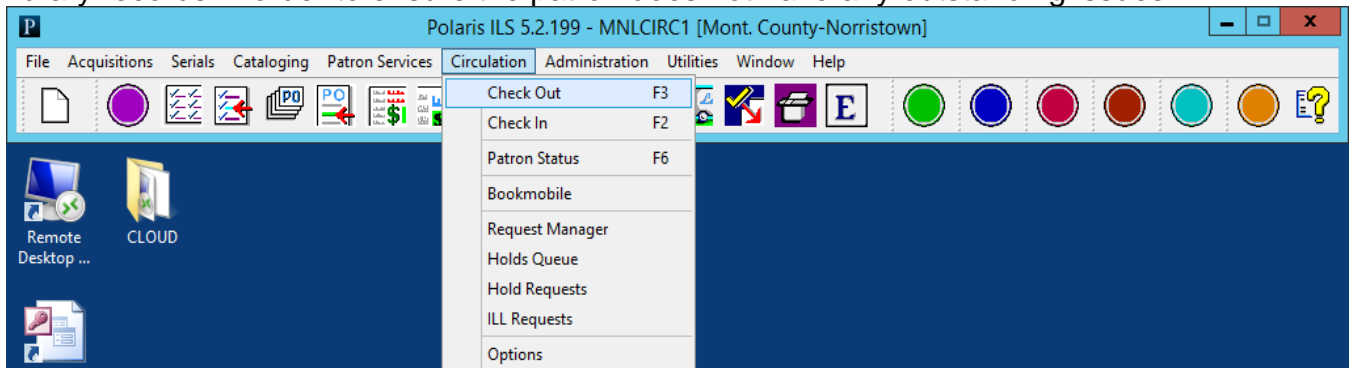 Polaris ILS 5.2.199 - MNLCIRC1 [Mont. County-Norristown]
File Acquisitions Serials Cataloging Patron Services Circulation Administration Utilities Window Help
PO PO E
Check Out F3
Check In F2
Patron Status F6
Bookmobile
Request Manager
Holds Queue
Hold Requests
ILL Requests
Options
Remote
Desktop ...
CLOUD